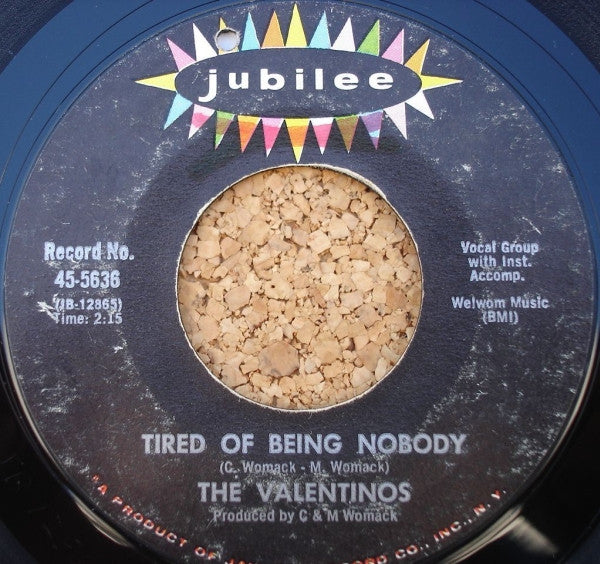 jubilee
Record No.
45-5636
(JB-12865)
Time: 2:15
Vocal Group
with Inst.
Accomp.
Welwom Music
(BMI)
TIRED OF BEING NOBODY
(C. Womack - M. Womack)
THE VALENTINOS
Produced by C & M Womack
"A PRODUCT OF RECORD CO., INC., N.Y.